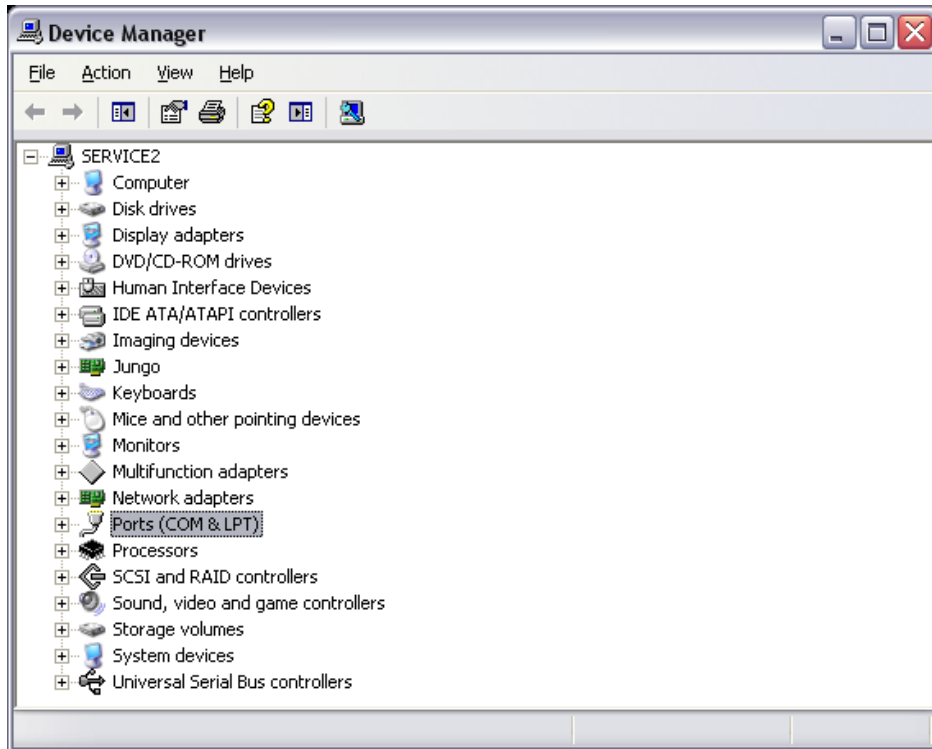 Device Manager
File Action View Help
SERVICE2
Computer
Disk drives
Display adapters
DVD/CD-ROM drives
Human Interface Devices
IDE ATA/ATAPI controllers
Imaging devices
Jungo
Keyboards
Mice and other pointing devices
Monitors
Multifunction adapters
Network adapters
Ports (COM & LPT)
Processors
SCSI and RAID controllers
Sound, video and game controllers
Storage volumes
System devices
Universal Serial Bus controllers